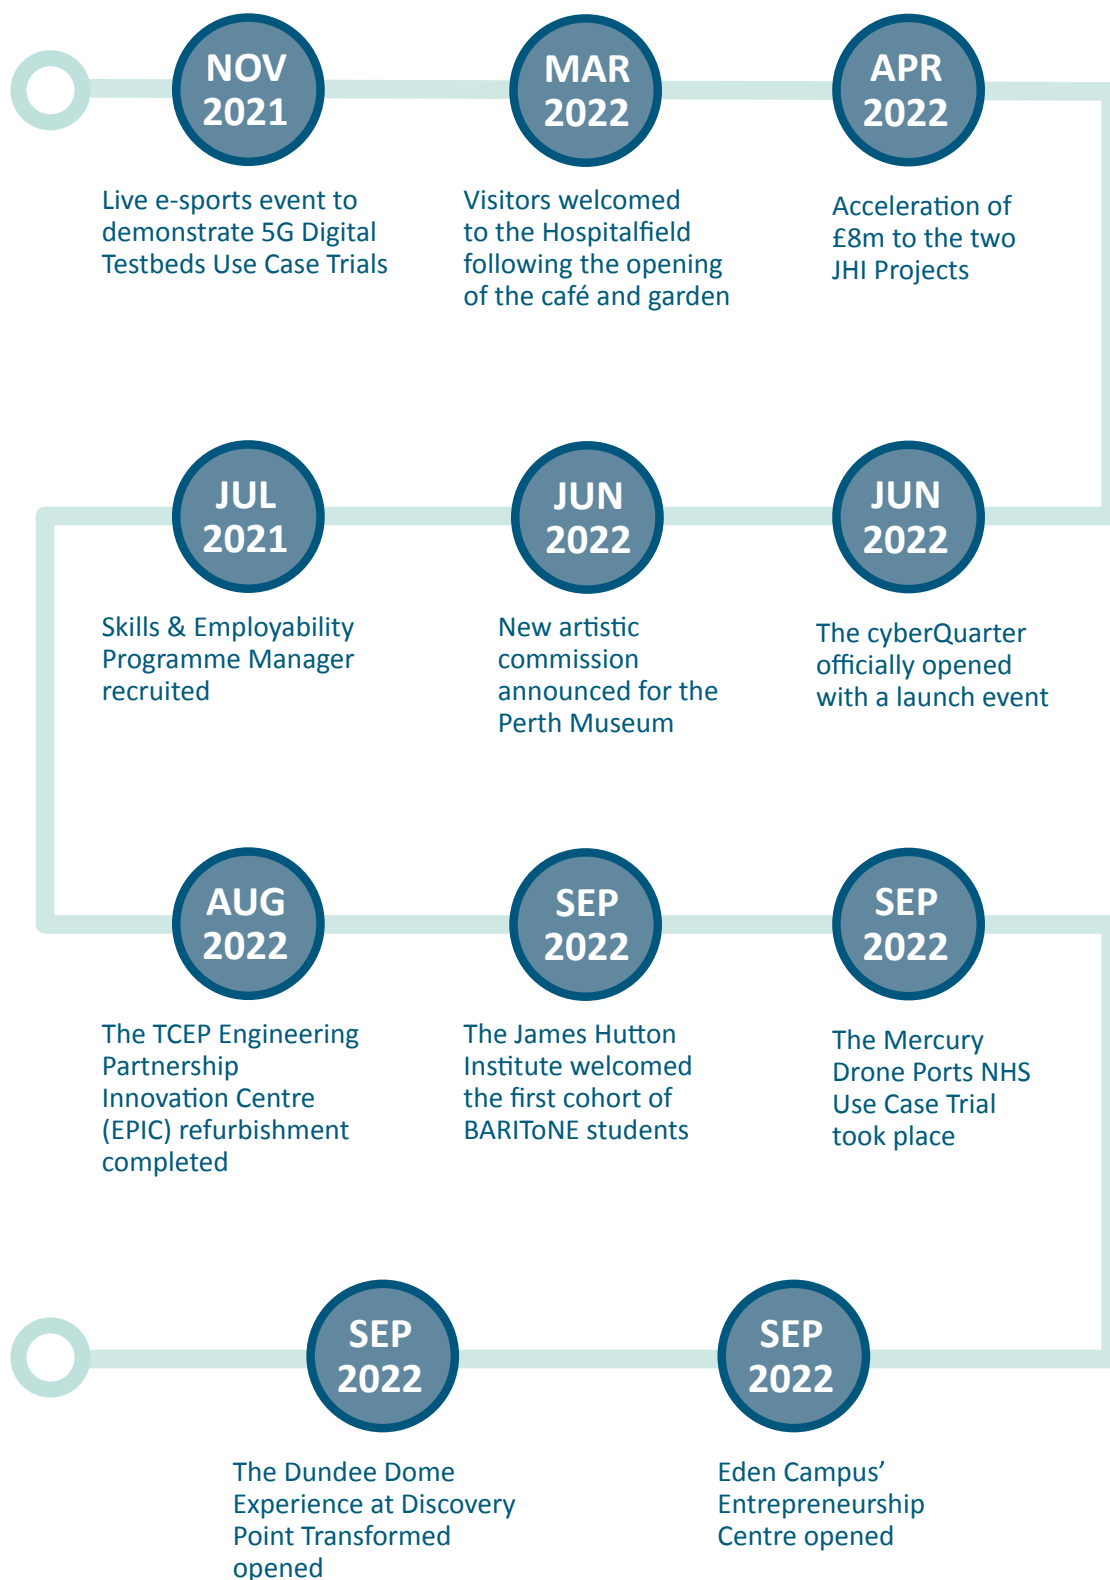 NOV
2021
Live e-sports event to
demonstrate 5G Digital
Testbeds Use Case Trials
MAR
2022
Visitors welcomed
to the Hospitalfield
following the opening
of the café and garden
APR
2022
Acceleration of
£8m to the two
JHI Projects
JUL
2021
Skills & Employability
Programme Manager
recruited
JUN
2022
New artistic
commission
announced for the
Perth Museum
JUN
2022
The cyberQuarter
officially opened
with a launch event
AUG
2022
The TCEP Engineering
Partnership
Innovation Centre
(EPIC) refurbishment
completed
SEP
2022
The James Hutton
Institute welcomed
the first cohort of
BARIToNE students
SEP
2022
The Mercury
Drone Ports NHS
Use Case Trial
took place
SEP
2022
The Dundee Dome
Experience at Discovery
Point Transformed
opened
SEP
2022
Eden Campus’
Entrepreneurship
Centre opened